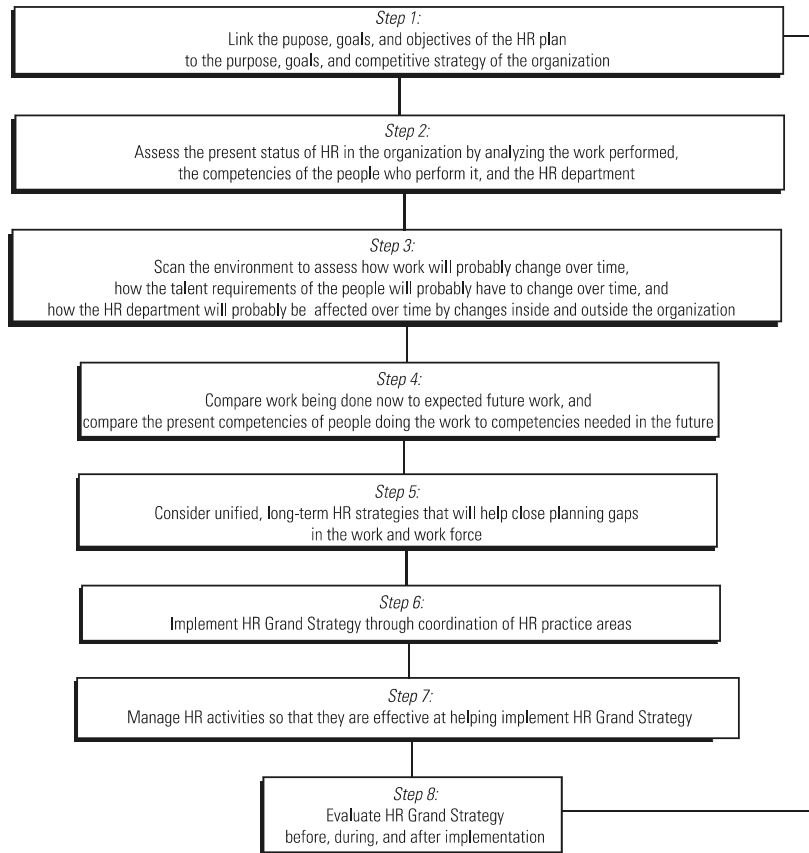 Step 1:
Link the pupose, goals, and objectives of the HR plan
to the purpose, goals, and competitive strategy of the organization
Step 2:
Assess the present status of HR in the organization by analyzing the work performed,
the competencies of the people who perform it, and the HR department
Step 3:
Scan the environment to assess how work will probably change over time,
how the talent requirements of the people will probably have to change over time, and
how the HR department will probably be affected over time by changes inside and outside the organization
Step 4:
Compare work being done now to expected future work, and
compare the present competencies of people doing the work to competencies needed in the future
Step 5:
Consider unified, long-term HR strategies that will help close planning gaps
in the work and work force
Step 6:
Implement HR Grand Strategy through coordination of HR practice areas
Step 7:
Manage HR activities so that they are effective at helping implement HR Grand Strategy
Step 8:
Evaluate HR Grand Strategy
before, during, and after implementation